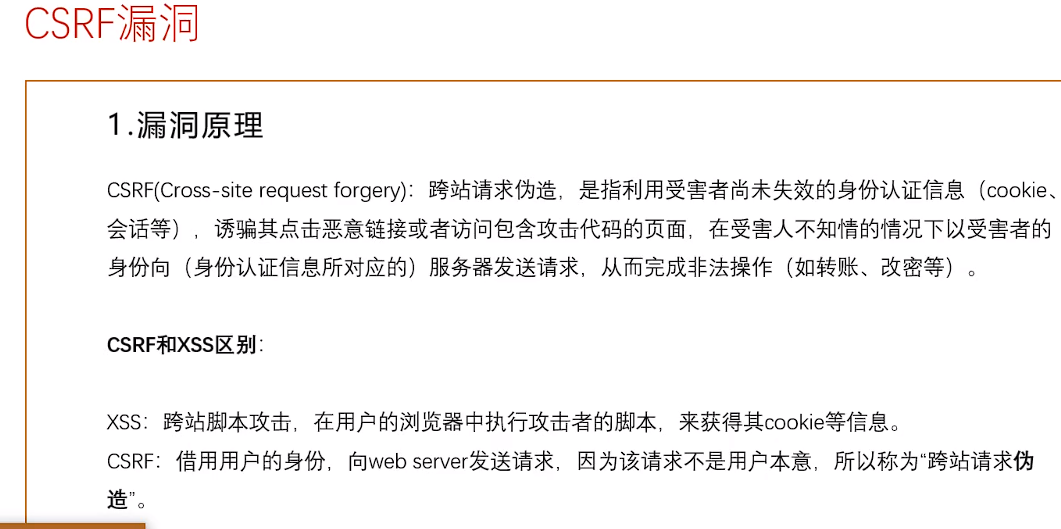 CSRF漏洞
1.漏洞原理
CSRF(Cross-site request forgery)：跨站请求伪造，是指利用受害者尚未失效的身份认证信息（cookie、
会话等），诱骗其点击恶意链接或者访问包含攻击代码的页面，在受害人不知情的情况下以受害者的
身份向（身份认证信息所对应的）服务器发送请求，从而完成非法操作（如转账、改密等）。
CSRF和XSS区别：
XSS：跨站脚本攻击，在用户的浏览器中执行攻击者的脚本，来获得其cookie等信息。
CSRF：借用用户的身份，向web server发送请求，因为该请求不是用户本意，所以称为“跨站请求伪
造”。